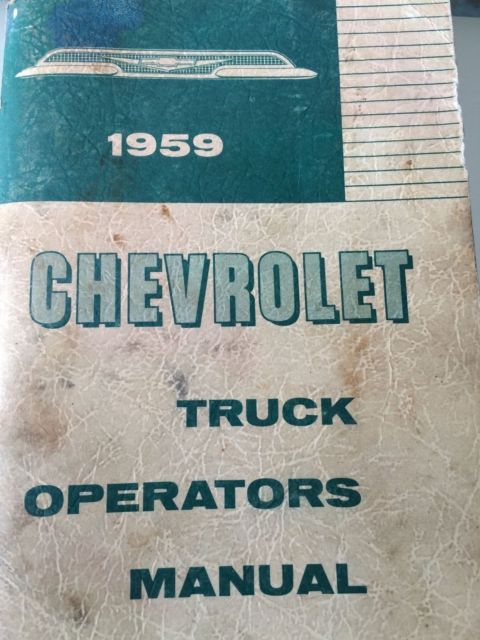 1959
CHEVROLET
TRUCK
OPERATORS
MANUAL